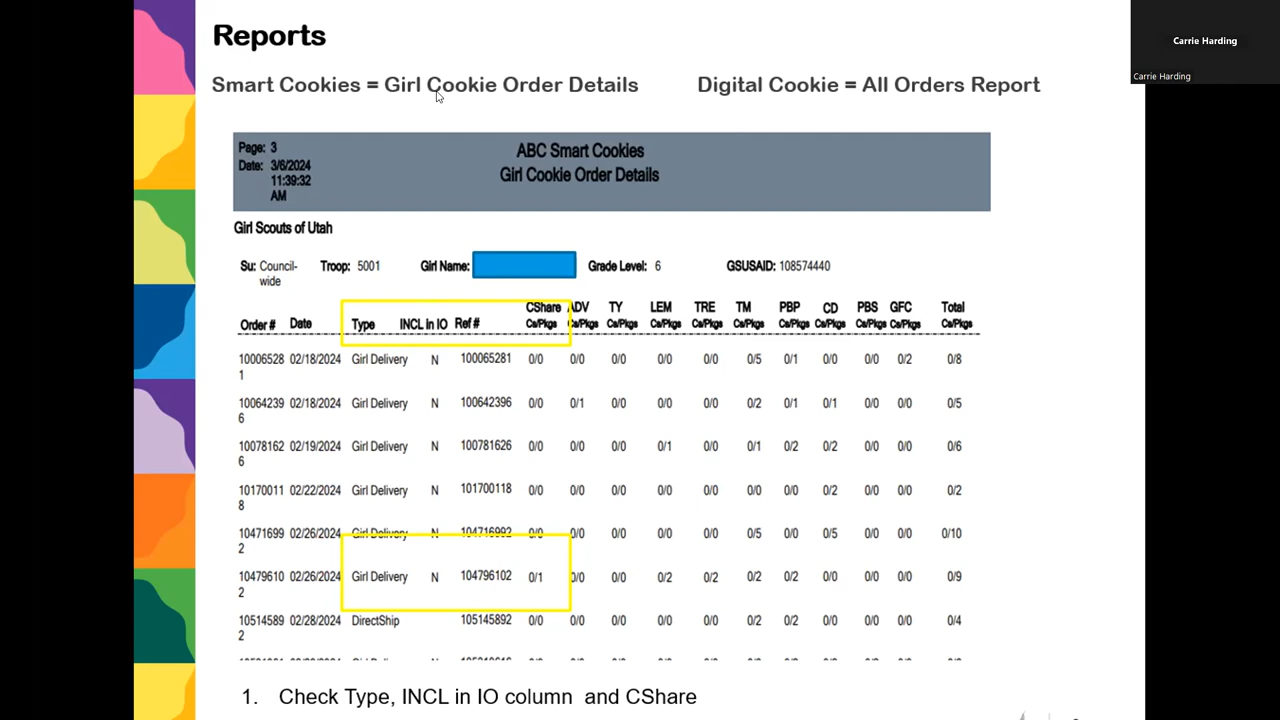 Reports
Carrie Harding
Carrie Harding
Smart Cookies = Girl Cookie Order Details Digital Cookie = All Orders Report
Page: 3
Date: 3/6/2024
11:39:32
AM
ABC Smart Cookies
Girl Cookie Order Details
Girl Scouts of Utah
Su: Council-wide Troop: 5001 Girl Name: Grade Level: 6 GSUSAID: 108574440
CShare ADV TY LEM TRE TM PBP CD PBS GFC Total
Order # Date Type INCL in IO Ref # Ca/Pkgs Ca/Pkgs Ca/Pkgs Ca/Pkgs Ca/Pkgs Ca/Pkgs Ca/Pkgs Ca/Pkgs Ca/Pkgs Ca/Pkgs Ca/Pkgs
10006528 02/18/2024 Girl Delivery N 100065281 0/0 0/0 0/0 0/0 0/0 0/5 0/1 0/0 0/0 0/2 0/8
1
10064239 02/18/2024 Girl Delivery N 100642396 0/0 0/1 0/0 0/0 0/0 0/2 0/1 0/1 0/0 0/0 0/5
6
10078162 02/19/2024 Girl Delivery N 100781626 0/0 0/0 0/0 0/1 0/0 0/1 0/2 0/2 0/0 0/0 0/6
6
10170011 02/22/2024 Girl Delivery N 101700118 0/0 0/0 0/0 0/0 0/0 0/0 0/0 0/2 0/0 0/0 0/2
8
10471699 02/26/2024 Girl Delivery N 104716992 0/0 0/0 0/0 0/0 0/0 0/5 0/0 0/5 0/0 0/0 0/10
2
10479610 02/26/2024 Girl Delivery N 104796102 0/1 0/0 0/0 0/2 0/2 0/2 0/2 0/0 0/0 0/0 0/9
2
10514589 02/28/2024 DirectShip 105145892 0/0 0/0 0/0 0/0 0/0 0/2 0/2 0/0 0/0 0/0 0/4
2
1. Check Type, INCL in IO column and CShare